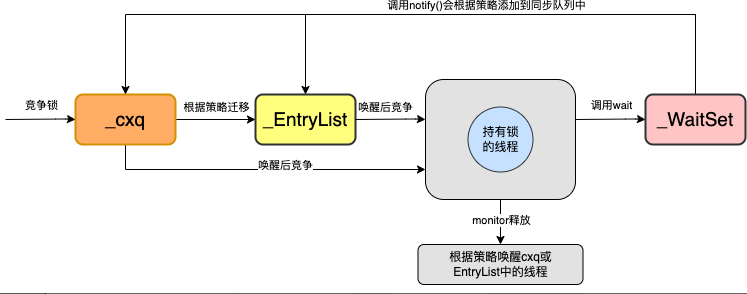 调用notify()会根据策略添加到同步队列中
竞争锁
_cxq
根据策略迁移
_EntryList
唤醒后竞争
持有锁
的线程
调用wait
_WaitSet
唤醒后竞争
monitor释放
根据策略唤醒cxq或
EntryList中的线程